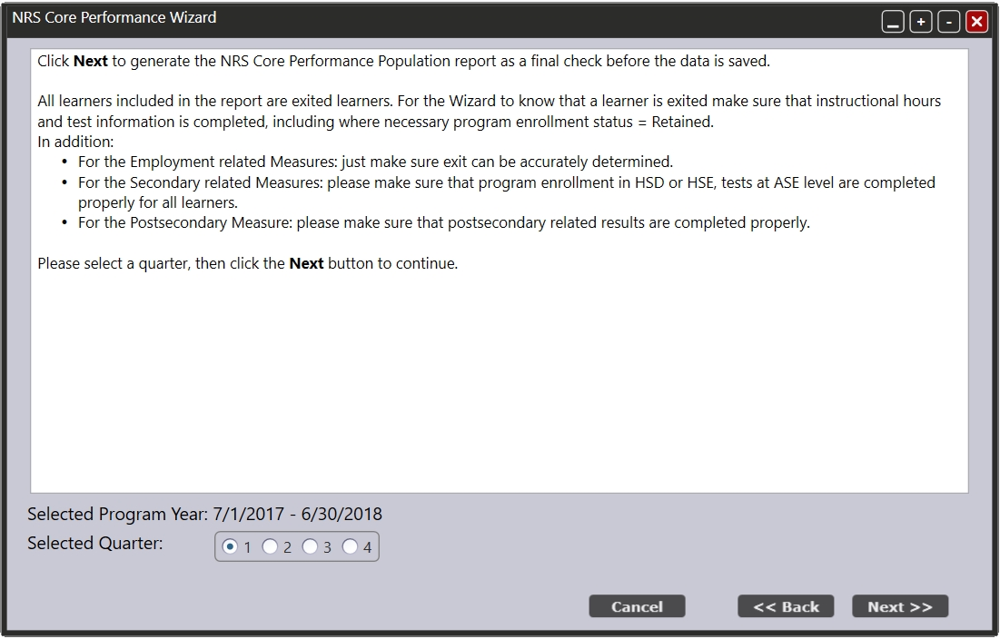 NRS Core Performance Wizard
Click Next to generate the NRS Core Performance Population report as a final check before the data is saved.
All learners included in the report are exited learners. For the Wizard to know that a learner is exited make sure that instructional hours
and test information is completed, including where necessary program enrollment status = Retained.
In addition:
• For the Employment related Measures: just make sure exit can be accurately determined.
• For the Secondary related Measures: please make sure that program enrollment in HSD or HSE, tests at ASE level are completed
properly for all learners.
• For the Postsecondary Measure: please make sure that postsecondary related results are completed properly.
Please select a quarter, then click the Next button to continue.
Selected Program Year: 7/1/2017 - 6/30/2018
Selected Quarter: 1 2 3 4
Cancel << Back Next >>